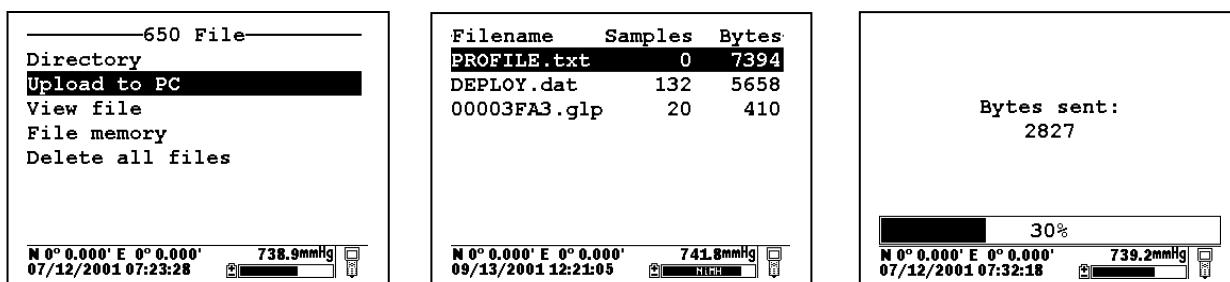 650 File
Directory
Upload to PC
View file
File memory
Delete all files
N 0° 0.000' E 0° 0.000' 738.9mmHg
07/12/2001 07:23:28
Filename Samples Bytes
PROFILE.txt 0 7394
DEPLOY.dat 132 5658
00003FA3.glp 20 410
N 0° 0.000' E 0° 0.000' 741.8mmHg
09/13/2001 12:21:05 NiMH
Bytes sent:
2827
30%
N 0° 0.000' E 0° 0.000' 739.2mmHg
07/12/2001 07:32:18